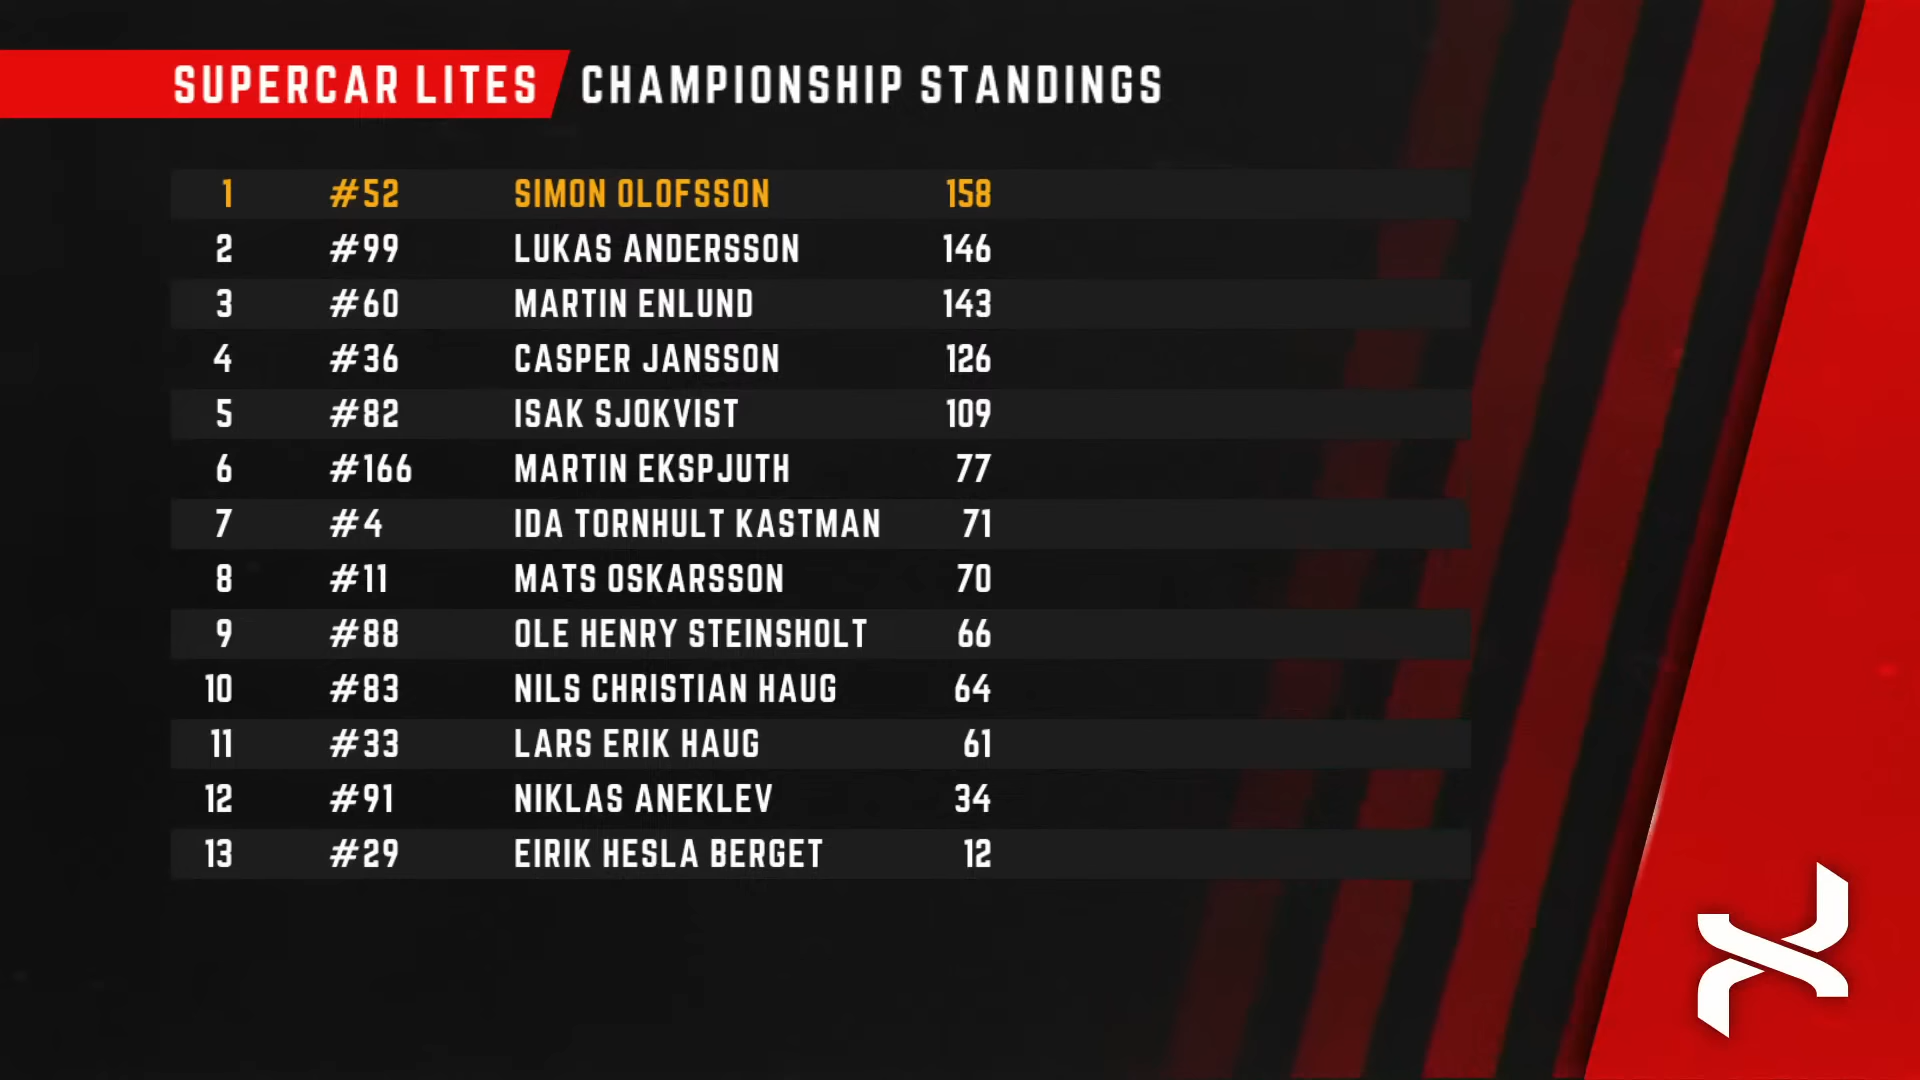 SUPERCAR LITES CHAMPIONSHIP STANDINGS
1 #52 SIMON OLOFSSON 158
2 #99 LUKAS ANDERSSON 146
3 #60 MARTIN ENLUND 143
4 #36 CASPER JANSSON 126
5 #82 ISAK SJOKVIST 109
6 #166 MARTIN EKSPJUTH 77
7 #4 IDA TORNHULT KASTMAN 71
8 #11 MATS OSKARSSON 70
9 #88 OLE HENRY STEINSHOLT 66
10 #83 NILS CHRISTIAN HAUG 64
11 #33 LARS ERIK HAUG 61
12 #91 NIKLAS ANEKLEV 34
13 #29 EIRIK HESLA BERGET 12